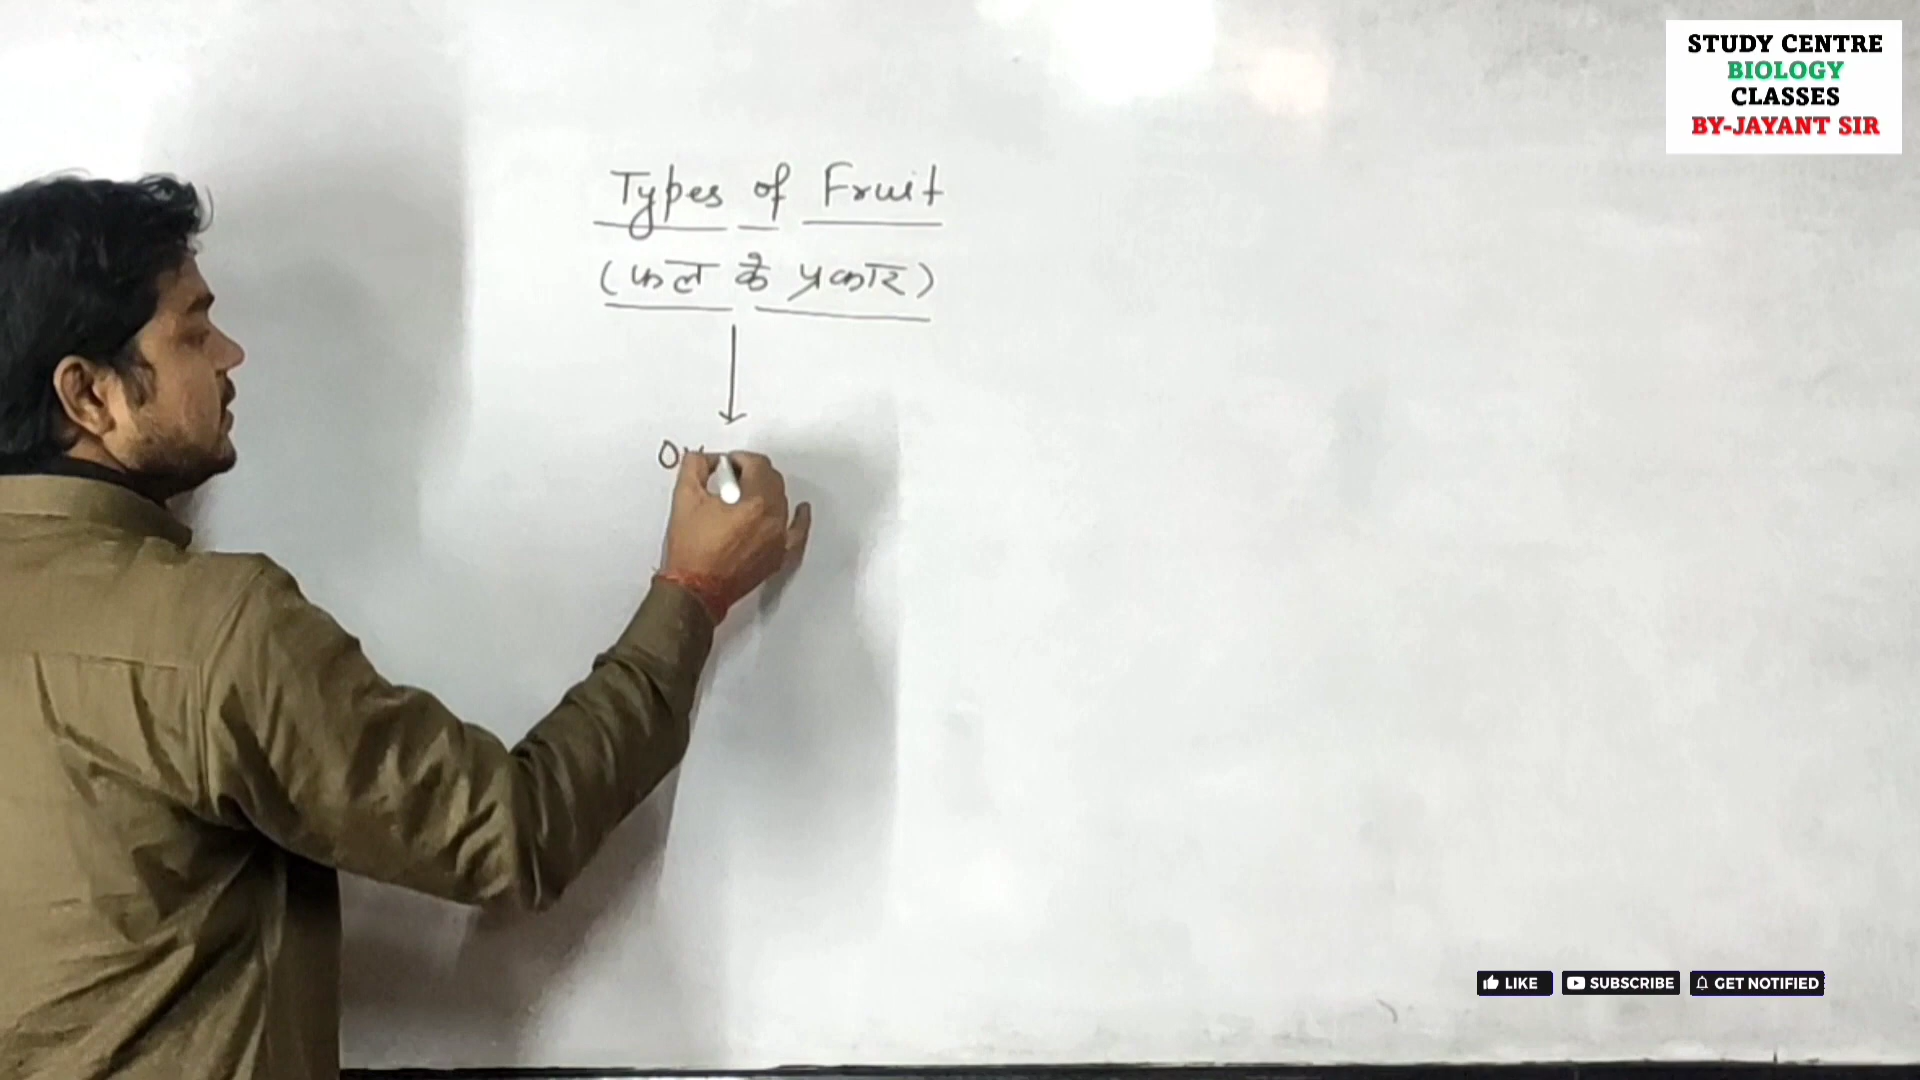 STUDY CENTRE
BIOLOGY
CLASSES
BY-JAYANT SIR
Types of Fruit
(फल के प्रकार)
LIKE
SUBSCRIBE
GET NOTIFIED